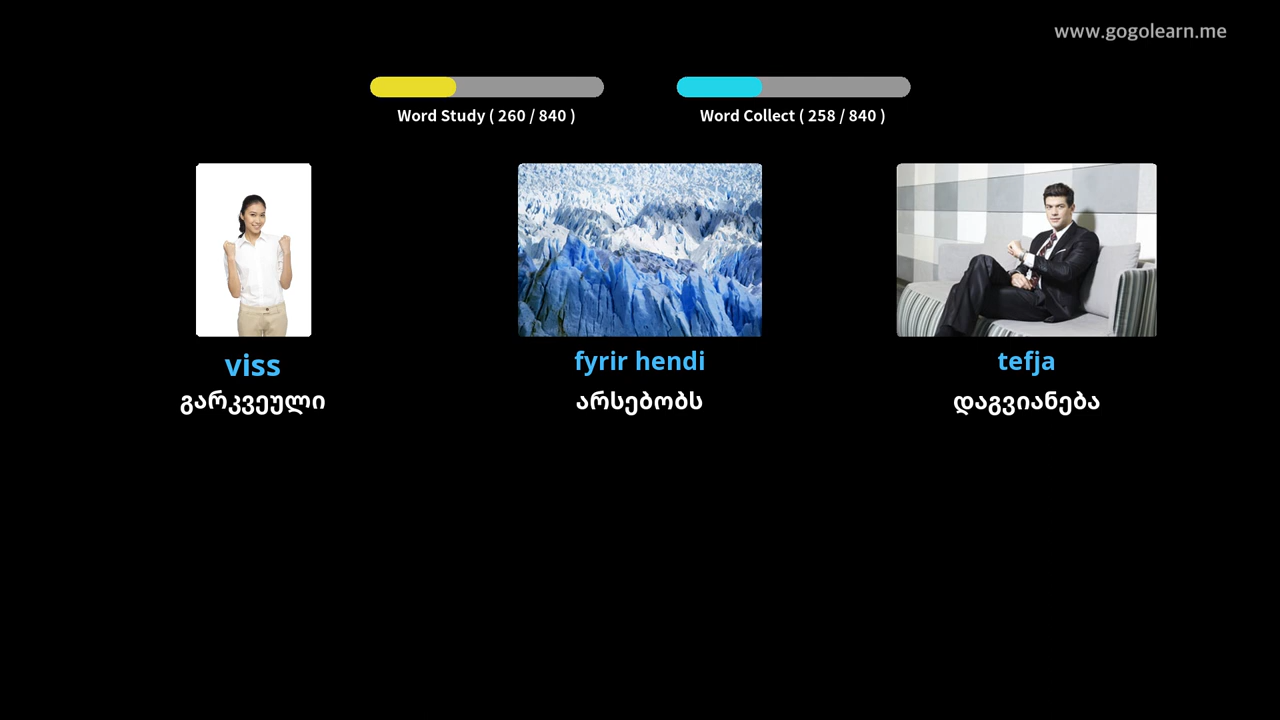 www.gogolearn.me
Word Study ( 260 / 840 )
Word Collect ( 258 / 840 )
viss
გარკვეული
fyrir hendi
არსებობს
tefja
დაგვიანება